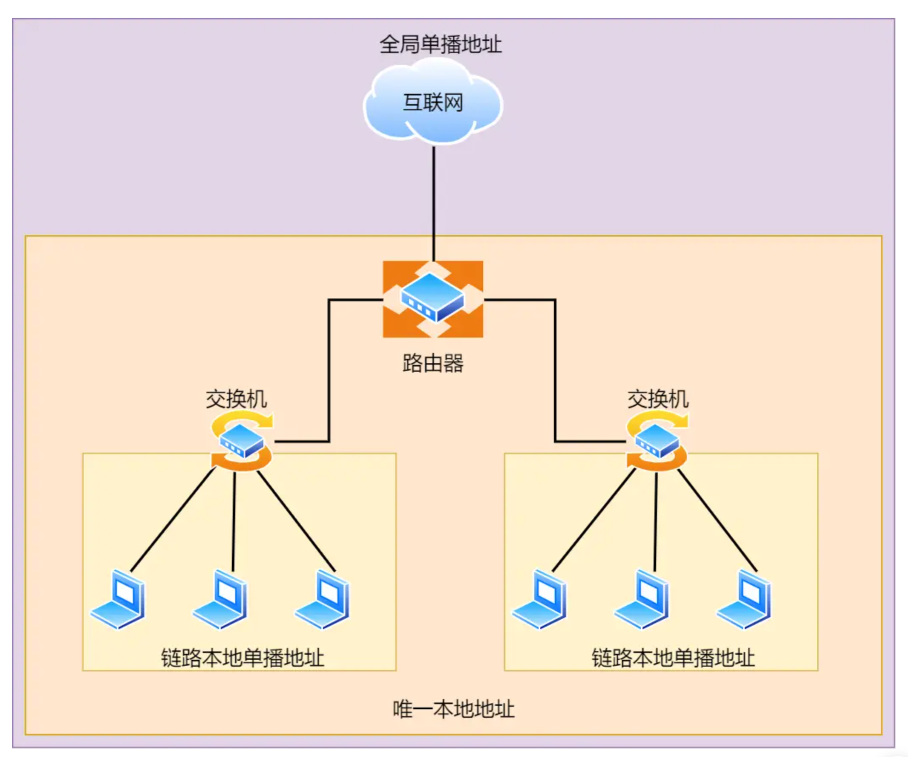 全局单播地址
互联网
路由器
交换机
交换机
链路本地单播地址
链路本地单播地址
唯一本地地址